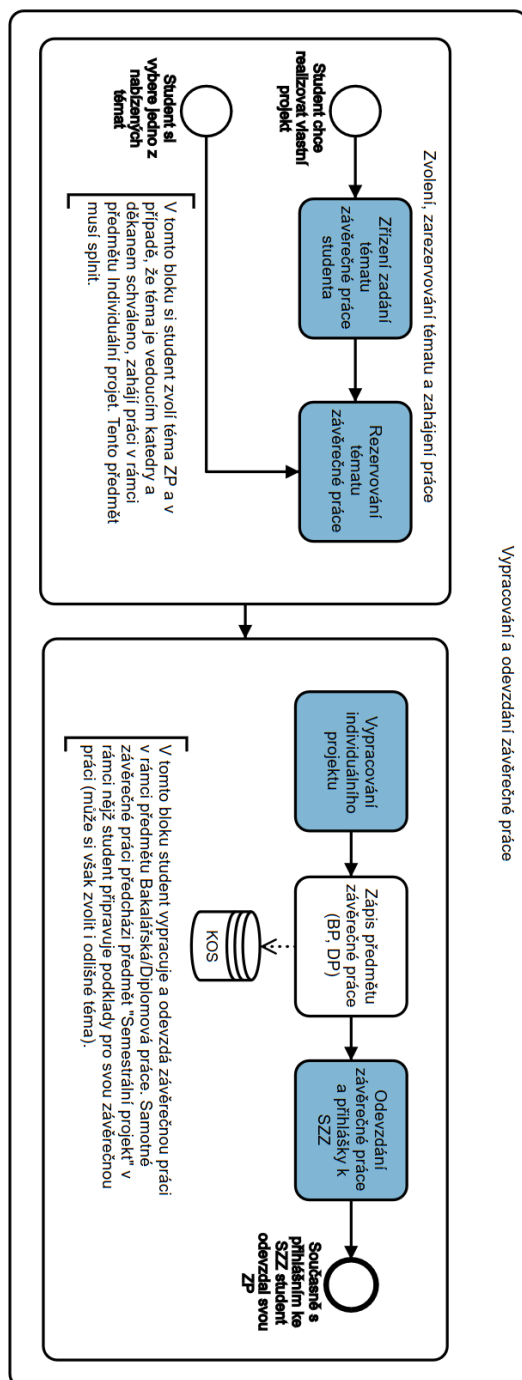 Vypracování a odevzdání závěrečné práce
Zvolení, zarezervování tématu a zahájení práce
Student chce
realizovat vlastní
projekt
Zřízení zadání
tématu
závěrečné práce
studenta
Rezervování
tématu
závěrečné práce
Student si
vybere jedno z
nabízených
témat
V tomto bloku si student zvolí téma ZP a v
případě, že téma je vedoucím katedry a
děkanem schváleno, zahájí práci v rámci
předmětu Individuální projet. Tento předmět
musí splnit.
Vypracování
individuálního
projektu
Zápis předmětu
závěrečné práce
(BP, DP)
Odevzdání
závěrečné práce
a přihlášky k
SZZ
Současně s
přihlášním ke
SZZ student
odevzdal svou
ZP
KOS
V tomto bloku student vypracuje a odevzdá závěrečnou práci
v rámci předmětu Bakalářská/Diplomová práce. Samotné
závěrečné práci předchází předmět "Semestrální projekt" v
rámci nějž student připravuje podklady pro svou závěrečnou
práci (může si však zvolit i odlišné téma).